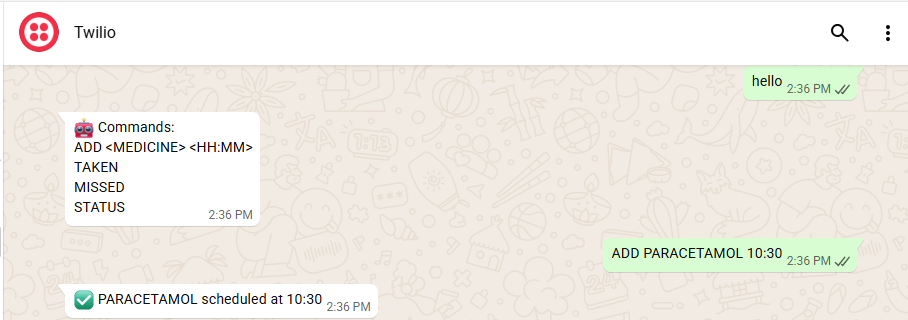 Twilio
hello
2:36 PM
🤖 Commands:
ADD <MEDICINE> <HH:MM>
TAKEN
MISSED
STATUS
2:36 PM
ADD PARACETAMOL 10:30 2:36 PM
✅ PARACETAMOL scheduled at 10:30 2:36 PM